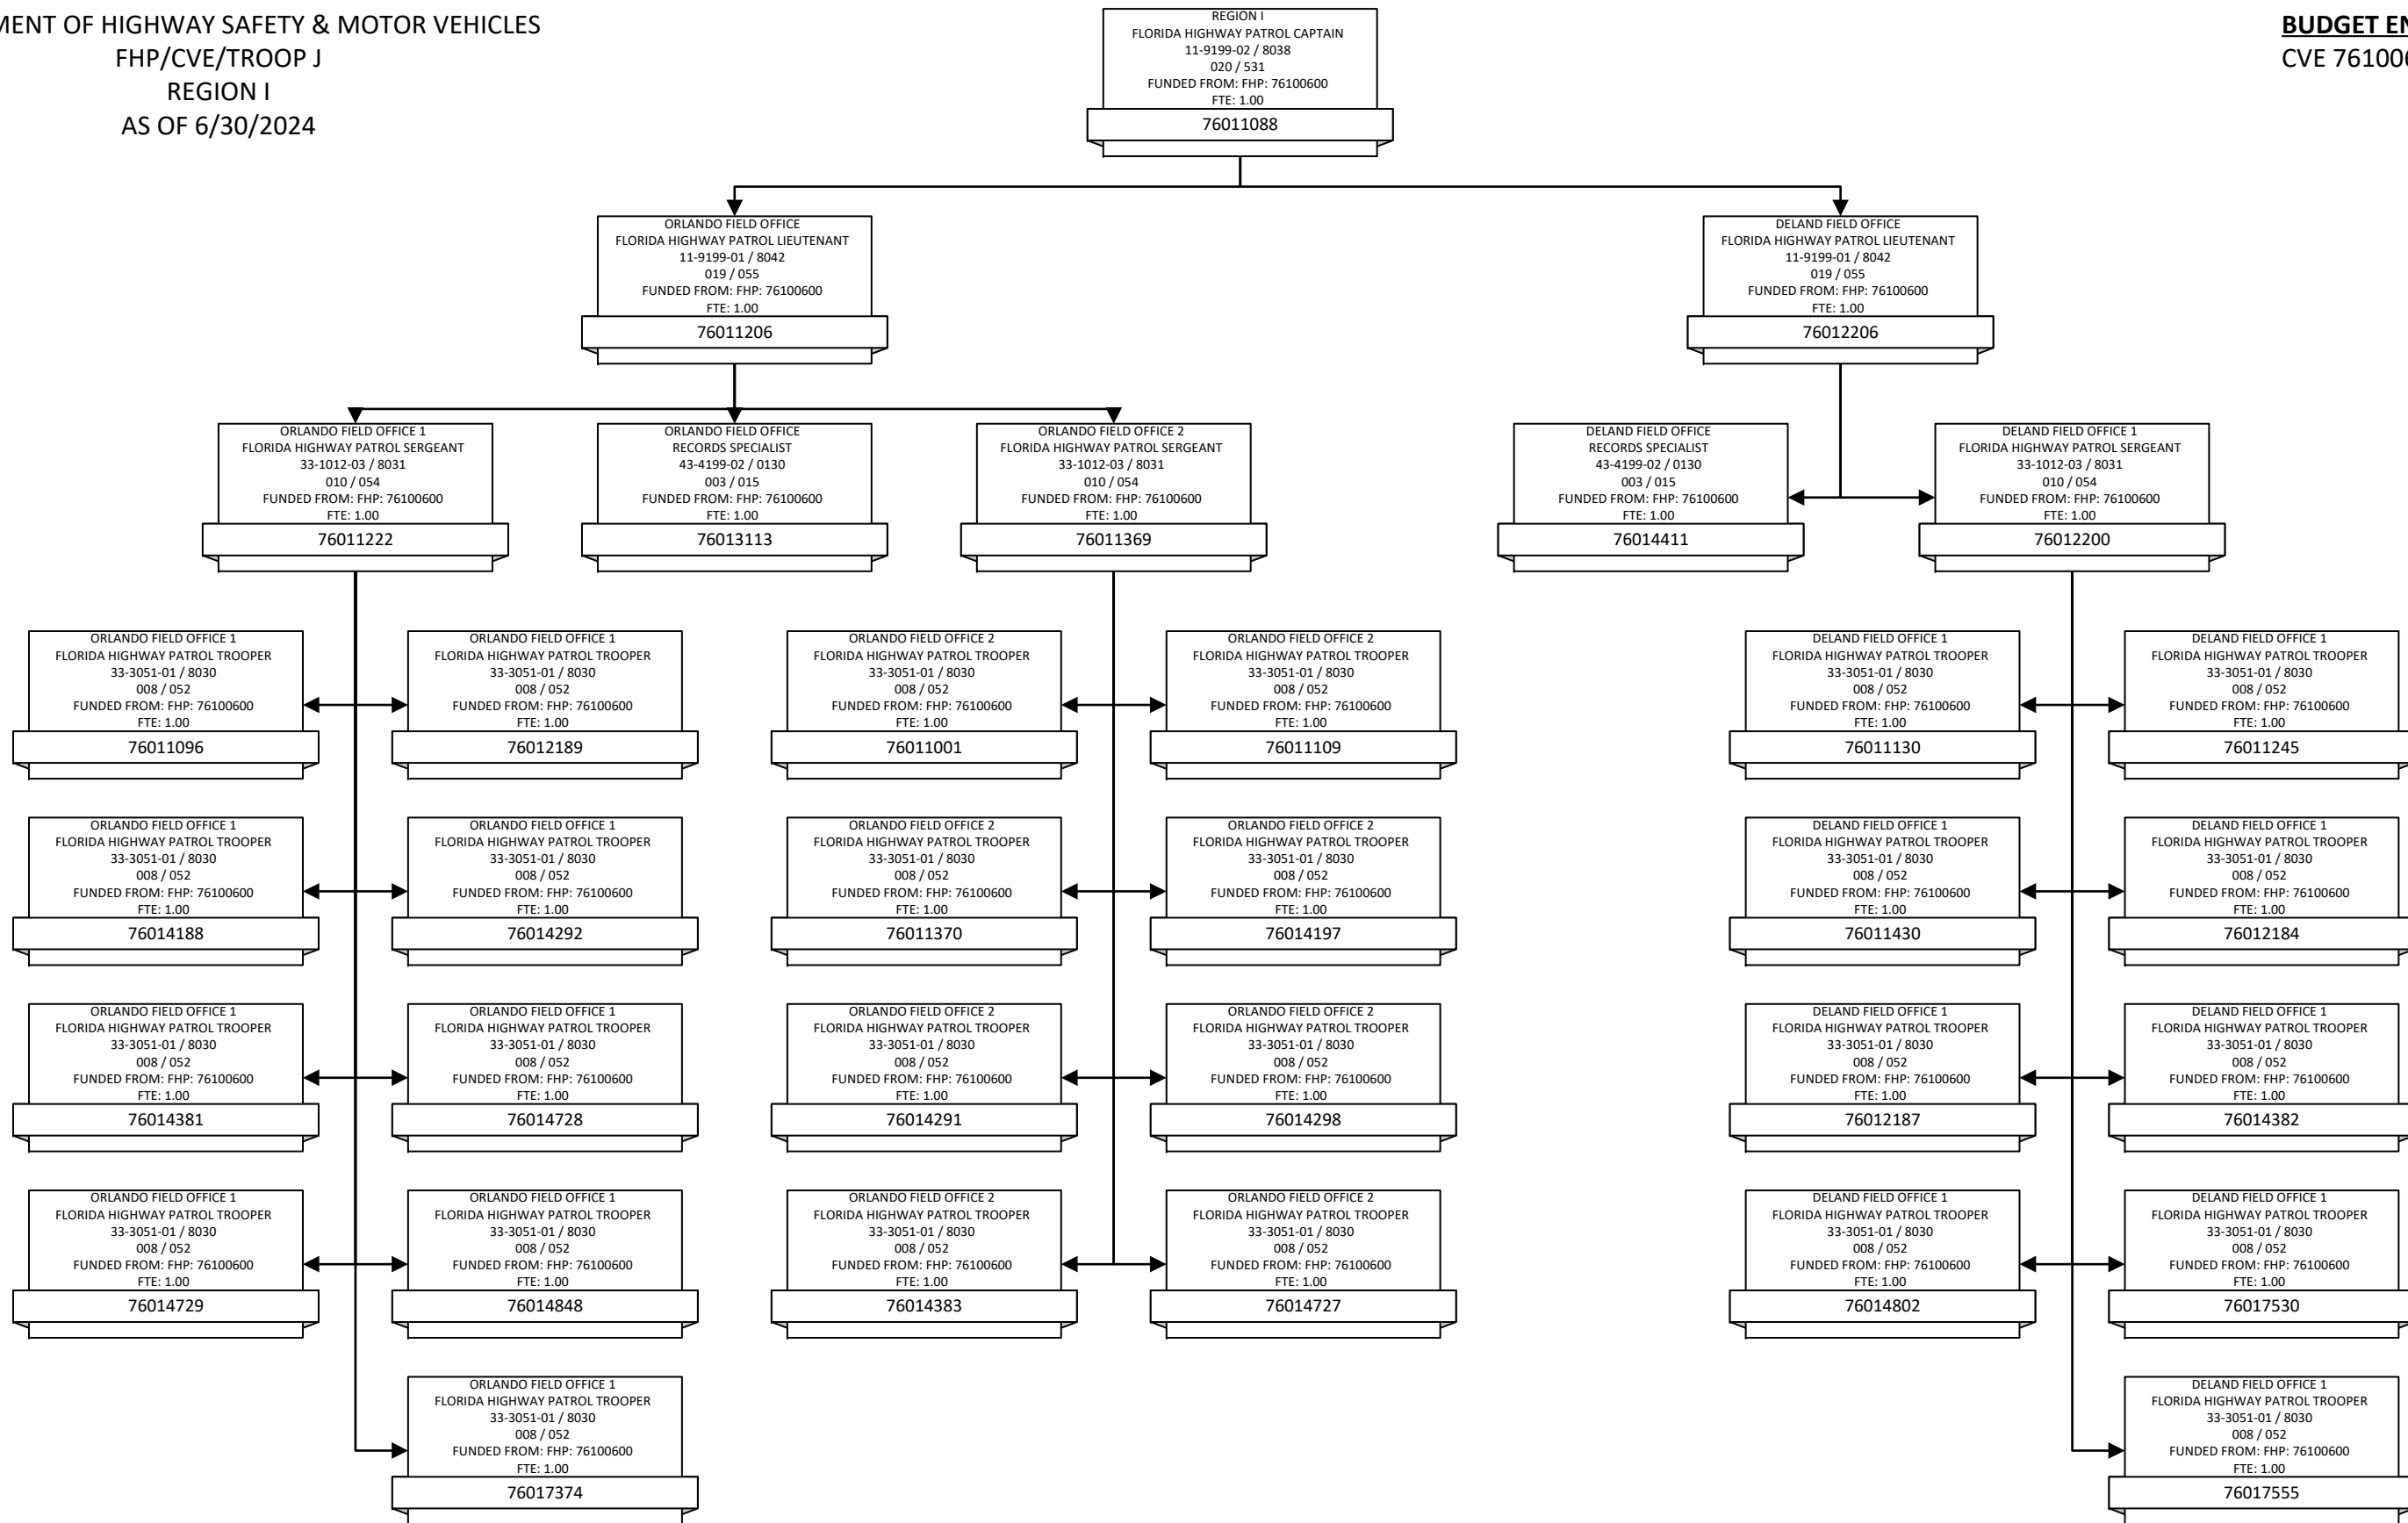 MENT OF HIGHWAY SAFETY & MOTOR VEHICLES
FHP/CVE/TROOP J
REGION I
AS OF 6/30/2024
REGION I
FLORIDA HIGHWAY PATROL CAPTAIN
11-9199-02 / 8038
020 / 531
FUNDED FROM: FHP: 76100600
FTE: 1.00
76011088
BUDGET EN
CVE 761006
ORLANDO FIELD OFFICE
FLORIDA HIGHWAY PATROL LIEUTENANT
11-9199-01 / 8042
019 / 055
FUNDED FROM: FHP: 76100600
FTE: 1.00
76011206
DELAND FIELD OFFICE
FLORIDA HIGHWAY PATROL LIEUTENANT
11-9199-01 / 8042
019 / 055
FUNDED FROM: FHP: 76100600
FTE: 1.00
76012206
ORLANDO FIELD OFFICE 1
FLORIDA HIGHWAY PATROL SERGEANT
33-1012-03 / 8031
010 / 054
FUNDED FROM: FHP: 76100600
FTE: 1.00
76011222
ORLANDO FIELD OFFICE
RECORDS SPECIALIST
43-4199-02 / 0130
003 / 015
FUNDED FROM: FHP: 76100600
FTE: 1.00
76013113
ORLANDO FIELD OFFICE 2
FLORIDA HIGHWAY PATROL SERGEANT
33-1012-03 / 8031
010 / 054
FUNDED FROM: FHP: 76100600
FTE: 1.00
76011369
DELAND FIELD OFFICE
RECORDS SPECIALIST
43-4199-02 / 0130
003 / 015
FUNDED FROM: FHP: 76100600
FTE: 1.00
76014411
DELAND FIELD OFFICE 1
FLORIDA HIGHWAY PATROL SERGEANT
33-1012-03 / 8031
010 / 054
FUNDED FROM: FHP: 76100600
FTE: 1.00
76012200
ORLANDO FIELD OFFICE 1
FLORIDA HIGHWAY PATROL TROOPER
33-3051-01 / 8030
008 / 052
FUNDED FROM: FHP: 76100600
FTE: 1.00
76011096
ORLANDO FIELD OFFICE 1
FLORIDA HIGHWAY PATROL TROOPER
33-3051-01 / 8030
008 / 052
FUNDED FROM: FHP: 76100600
FTE: 1.00
76012189
ORLANDO FIELD OFFICE 2
FLORIDA HIGHWAY PATROL TROOPER
33-3051-01 / 8030
008 / 052
FUNDED FROM: FHP: 76100600
FTE: 1.00
76011001
ORLANDO FIELD OFFICE 2
FLORIDA HIGHWAY PATROL TROOPER
33-3051-01 / 8030
008 / 052
FUNDED FROM: FHP: 76100600
FTE: 1.00
76011109
DELAND FIELD OFFICE 1
FLORIDA HIGHWAY PATROL TROOPER
33-3051-01 / 8030
008 / 052
FUNDED FROM: FHP: 76100600
FTE: 1.00
76011130
DELAND FIELD OFFICE 1
FLORIDA HIGHWAY PATROL TROOPER
33-3051-01 / 8030
008 / 052
FUNDED FROM: FHP: 76100600
FTE: 1.00
76011245
ORLANDO FIELD OFFICE 1
FLORIDA HIGHWAY PATROL TROOPER
33-3051-01 / 8030
008 / 052
FUNDED FROM: FHP: 76100600
FTE: 1.00
76014188
ORLANDO FIELD OFFICE 1
FLORIDA HIGHWAY PATROL TROOPER
33-3051-01 / 8030
008 / 052
FUNDED FROM: FHP: 76100600
FTE: 1.00
76014292
ORLANDO FIELD OFFICE 2
FLORIDA HIGHWAY PATROL TROOPER
33-3051-01 / 8030
008 / 052
FUNDED FROM: FHP: 76100600
FTE: 1.00
76011370
ORLANDO FIELD OFFICE 2
FLORIDA HIGHWAY PATROL TROOPER
33-3051-01 / 8030
008 / 052
FUNDED FROM: FHP: 76100600
FTE: 1.00
76014197
DELAND FIELD OFFICE 1
FLORIDA HIGHWAY PATROL TROOPER
33-3051-01 / 8030
008 / 052
FUNDED FROM: FHP: 76100600
FTE: 1.00
76011430
DELAND FIELD OFFICE 1
FLORIDA HIGHWAY PATROL TROOPER
33-3051-01 / 8030
008 / 052
FUNDED FROM: FHP: 76100600
FTE: 1.00
76012184
ORLANDO FIELD OFFICE 1
FLORIDA HIGHWAY PATROL TROOPER
33-3051-01 / 8030
008 / 052
FUNDED FROM: FHP: 76100600
FTE: 1.00
76014381
ORLANDO FIELD OFFICE 1
FLORIDA HIGHWAY PATROL TROOPER
33-3051-01 / 8030
008 / 052
FUNDED FROM: FHP: 76100600
FTE: 1.00
76014728
ORLANDO FIELD OFFICE 2
FLORIDA HIGHWAY PATROL TROOPER
33-3051-01 / 8030
008 / 052
FUNDED FROM: FHP: 76100600
FTE: 1.00
76014291
ORLANDO FIELD OFFICE 2
FLORIDA HIGHWAY PATROL TROOPER
33-3051-01 / 8030
008 / 052
FUNDED FROM: FHP: 76100600
FTE: 1.00
76014298
DELAND FIELD OFFICE 1
FLORIDA HIGHWAY PATROL TROOPER
33-3051-01 / 8030
008 / 052
FUNDED FROM: FHP: 76100600
FTE: 1.00
76012187
DELAND FIELD OFFICE 1
FLORIDA HIGHWAY PATROL TROOPER
33-3051-01 / 8030
008 / 052
FUNDED FROM: FHP: 76100600
FTE: 1.00
76014382
ORLANDO FIELD OFFICE 1
FLORIDA HIGHWAY PATROL TROOPER
33-3051-01 / 8030
008 / 052
FUNDED FROM: FHP: 76100600
FTE: 1.00
76014729
ORLANDO FIELD OFFICE 1
FLORIDA HIGHWAY PATROL TROOPER
33-3051-01 / 8030
008 / 052
FUNDED FROM: FHP: 76100600
FTE: 1.00
76014848
ORLANDO FIELD OFFICE 2
FLORIDA HIGHWAY PATROL TROOPER
33-3051-01 / 8030
008 / 052
FUNDED FROM: FHP: 76100600
FTE: 1.00
76014383
ORLANDO FIELD OFFICE 2
FLORIDA HIGHWAY PATROL TROOPER
33-3051-01 / 8030
008 / 052
FUNDED FROM: FHP: 76100600
FTE: 1.00
76014727
DELAND FIELD OFFICE 1
FLORIDA HIGHWAY PATROL TROOPER
33-3051-01 / 8030
008 / 052
FUNDED FROM: FHP: 76100600
FTE: 1.00
76014802
DELAND FIELD OFFICE 1
FLORIDA HIGHWAY PATROL TROOPER
33-3051-01 / 8030
008 / 052
FUNDED FROM: FHP: 76100600
FTE: 1.00
76017530
ORLANDO FIELD OFFICE 1
FLORIDA HIGHWAY PATROL TROOPER
33-3051-01 / 8030
008 / 052
FUNDED FROM: FHP: 76100600
FTE: 1.00
76017374
DELAND FIELD OFFICE 1
FLORIDA HIGHWAY PATROL TROOPER
33-3051-01 / 8030
008 / 052
FUNDED FROM: FHP: 76100600
FTE: 1.00
76017555